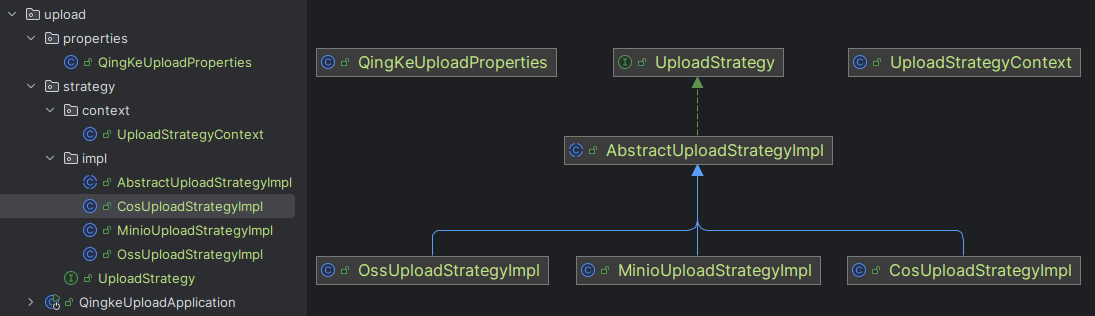 upload
properties
QingKeUploadProperties
strategy
context
UploadStrategyContext
impl
AbstractUploadStrategyImpl
CosUploadStrategyImpl
MinioUploadStrategyImpl
OssUploadStrategyImpl
UploadStrategy
QingkeUploadApplication
QingKeUploadProperties
UploadStrategy
UploadStrategyContext
AbstractUploadStrategyImpl
OssUploadStrategyImpl
MinioUploadStrategyImpl
CosUploadStrategyImpl